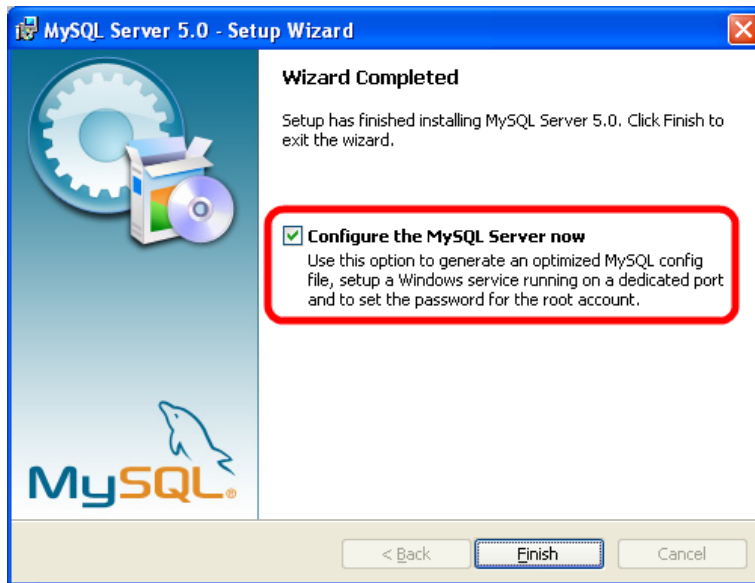 MySQL Server 5.0 - Setup Wizard
Wizard Completed
Setup has finished installing MySQL Server 5.0. Click Finish to
exit the wizard.
Configure the MySQL Server now
Use this option to generate an optimized MySQL config
file, setup a Windows service running on a dedicated port
and to set the password for the root account.
MySQL®
< Back
Finish
Cancel